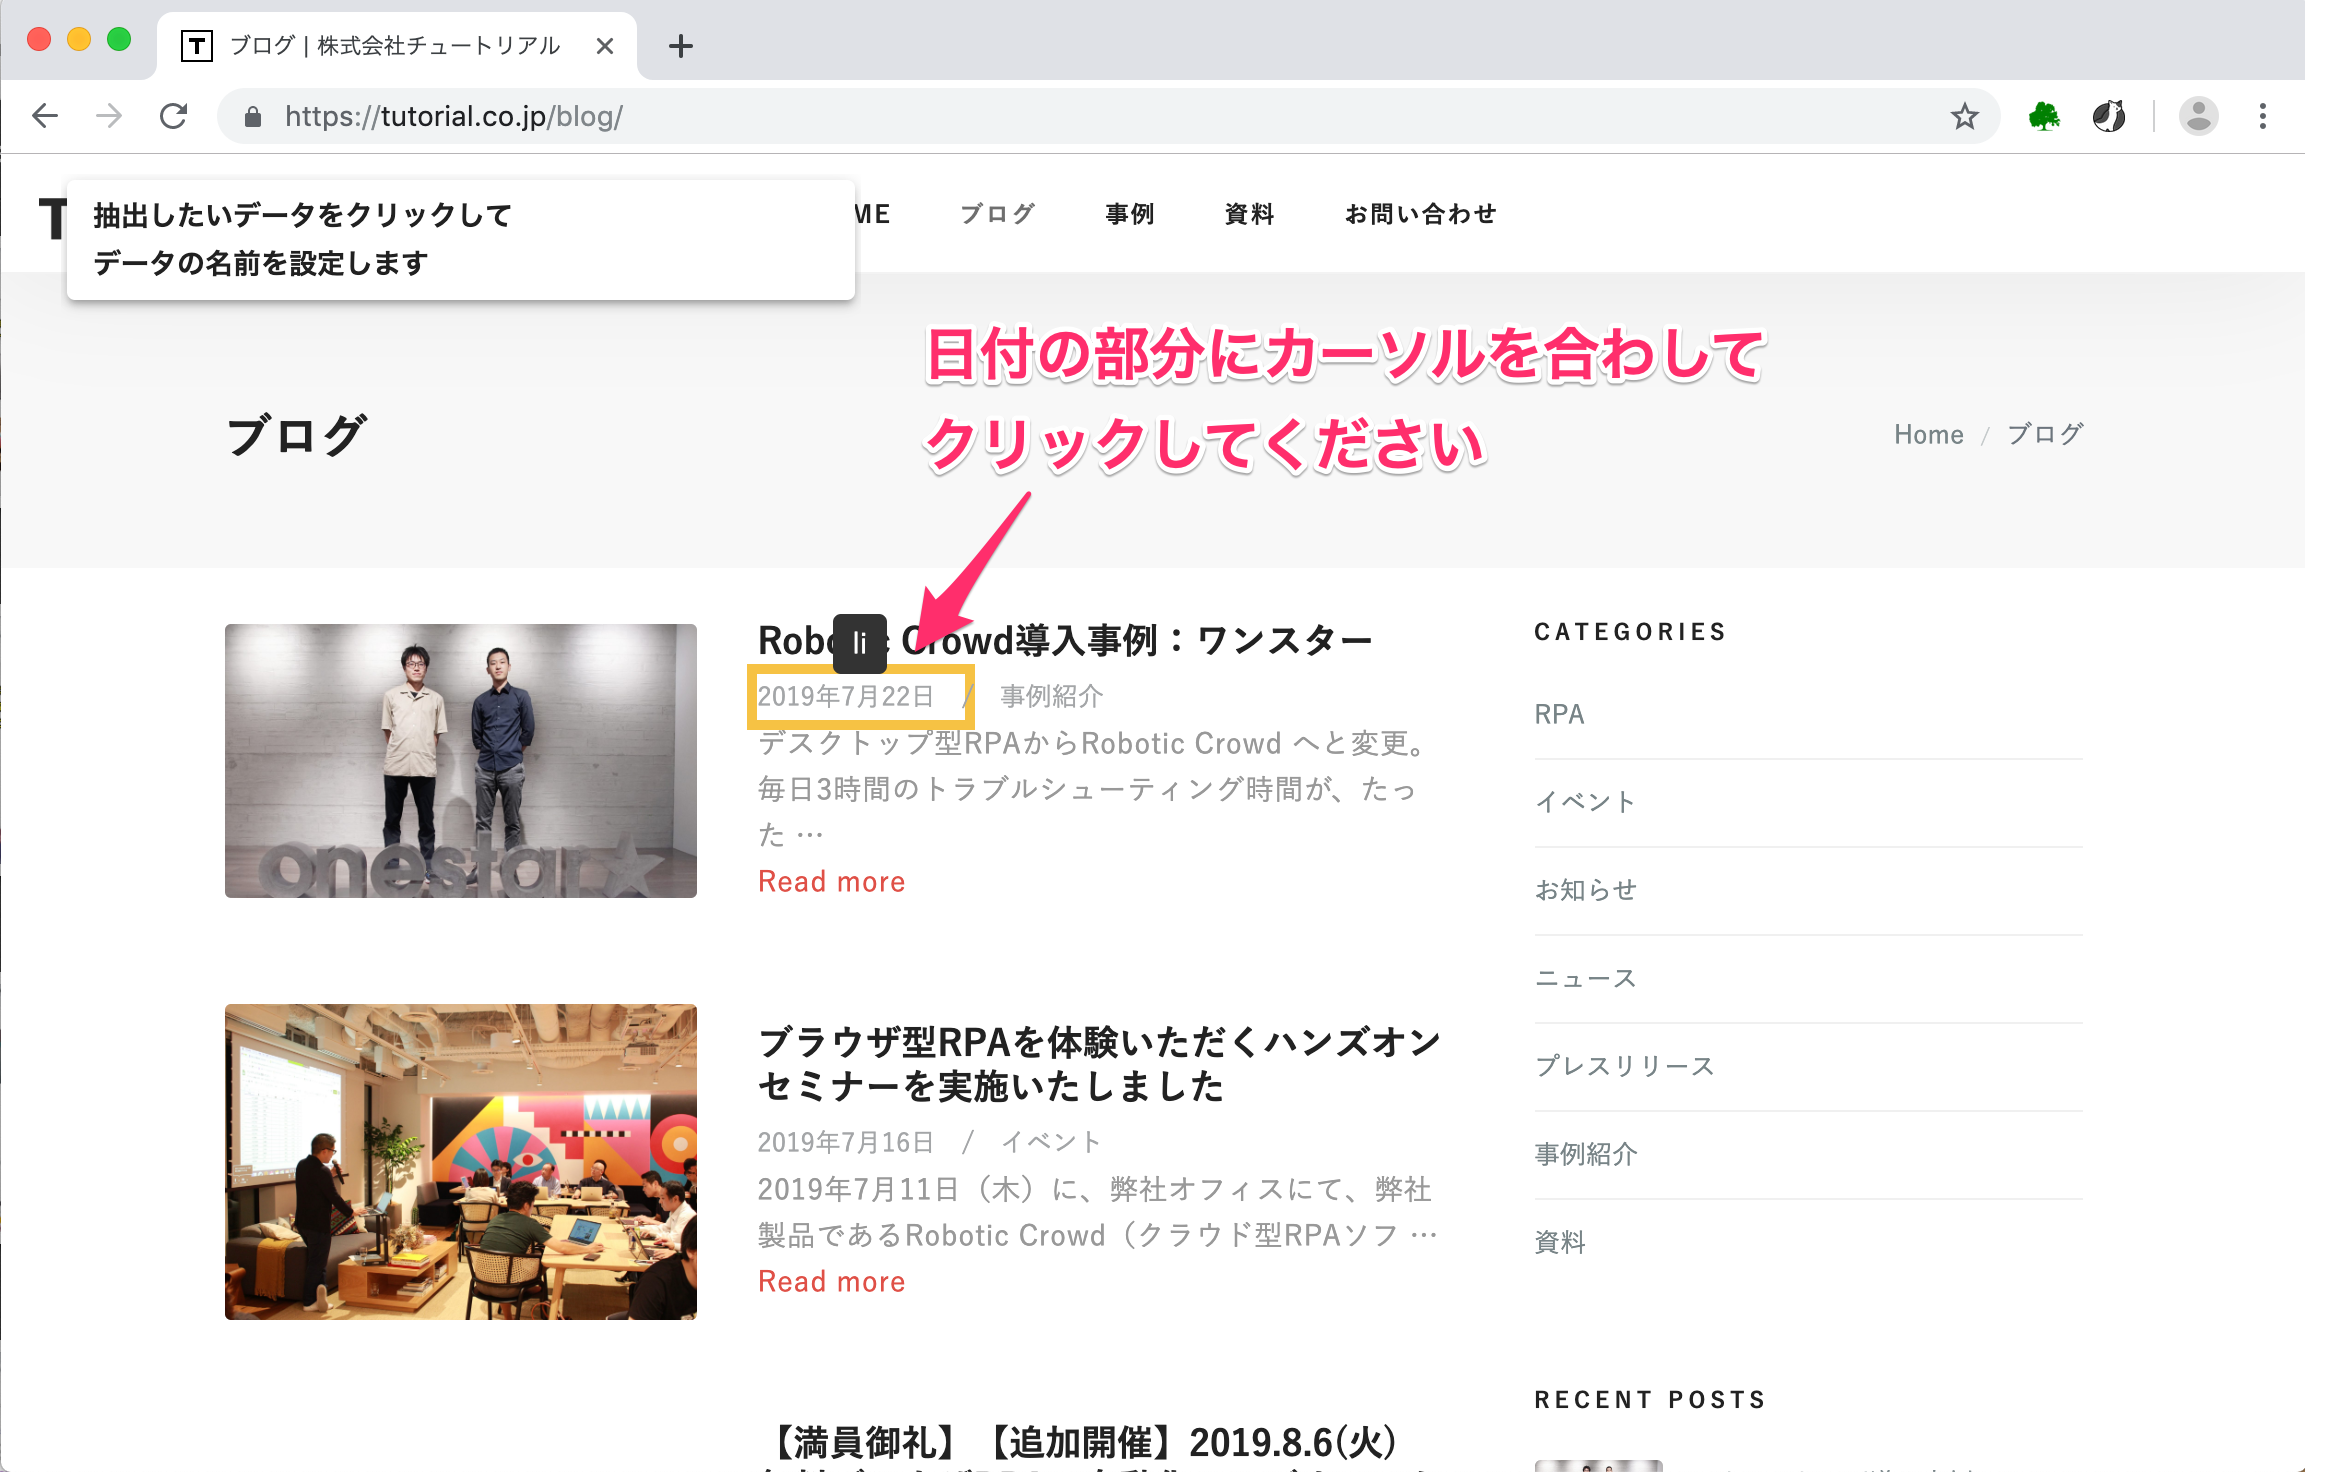 T ブログ | 株式会社チュートリアル
https://tutorial.co.jp/blog/
抽出したいデータをクリックして
データの名前を設定します
ME ブログ 事例 資料 お問い合わせ
日付の部分にカーソルを合わして
クリックしてください
ブログ
Home / ブログ
Robotic Crowd導入事例：ワンスター
li
2019年7月22日 / 事例紹介
デスクトップ型RPAからRobotic Crowd へと変更。
毎日3時間のトラブルシューティング時間が、たっ
た …
Read more
onestar
ブラウザ型RPAを体験いただくハンズオン
セミナーを実施いたしました
2019年7月16日 / イベント
2019年7月11日（木）に、弊社オフィスにて、弊社
製品であるRobotic Crowd（クラウド型RPAソフ …
Read more
【満員御礼】【追加開催】2019.8.6(火)
CATEGORIES
RPA
イベント
お知らせ
ニュース
プレスリリース
事例紹介
資料
RECENT POSTS